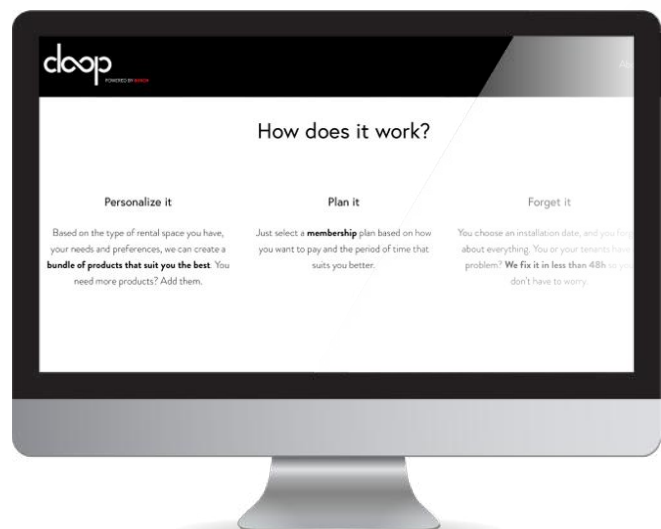 cloop
POWERED BY BOSCH
How does it work?
Personalize it
Based on the type of rental space you have,
your needs and preferences, we can create a
bundle of products that suit you the best. You
need more products? Add them.
Plan it
Just select a membership plan based on how
you want to pay and the period of time that
suits you better.
Forget it
You choose an installation date, and you
about everything. You or your tenants have
problem? We fix it in less than 48h so
don't have to worry.